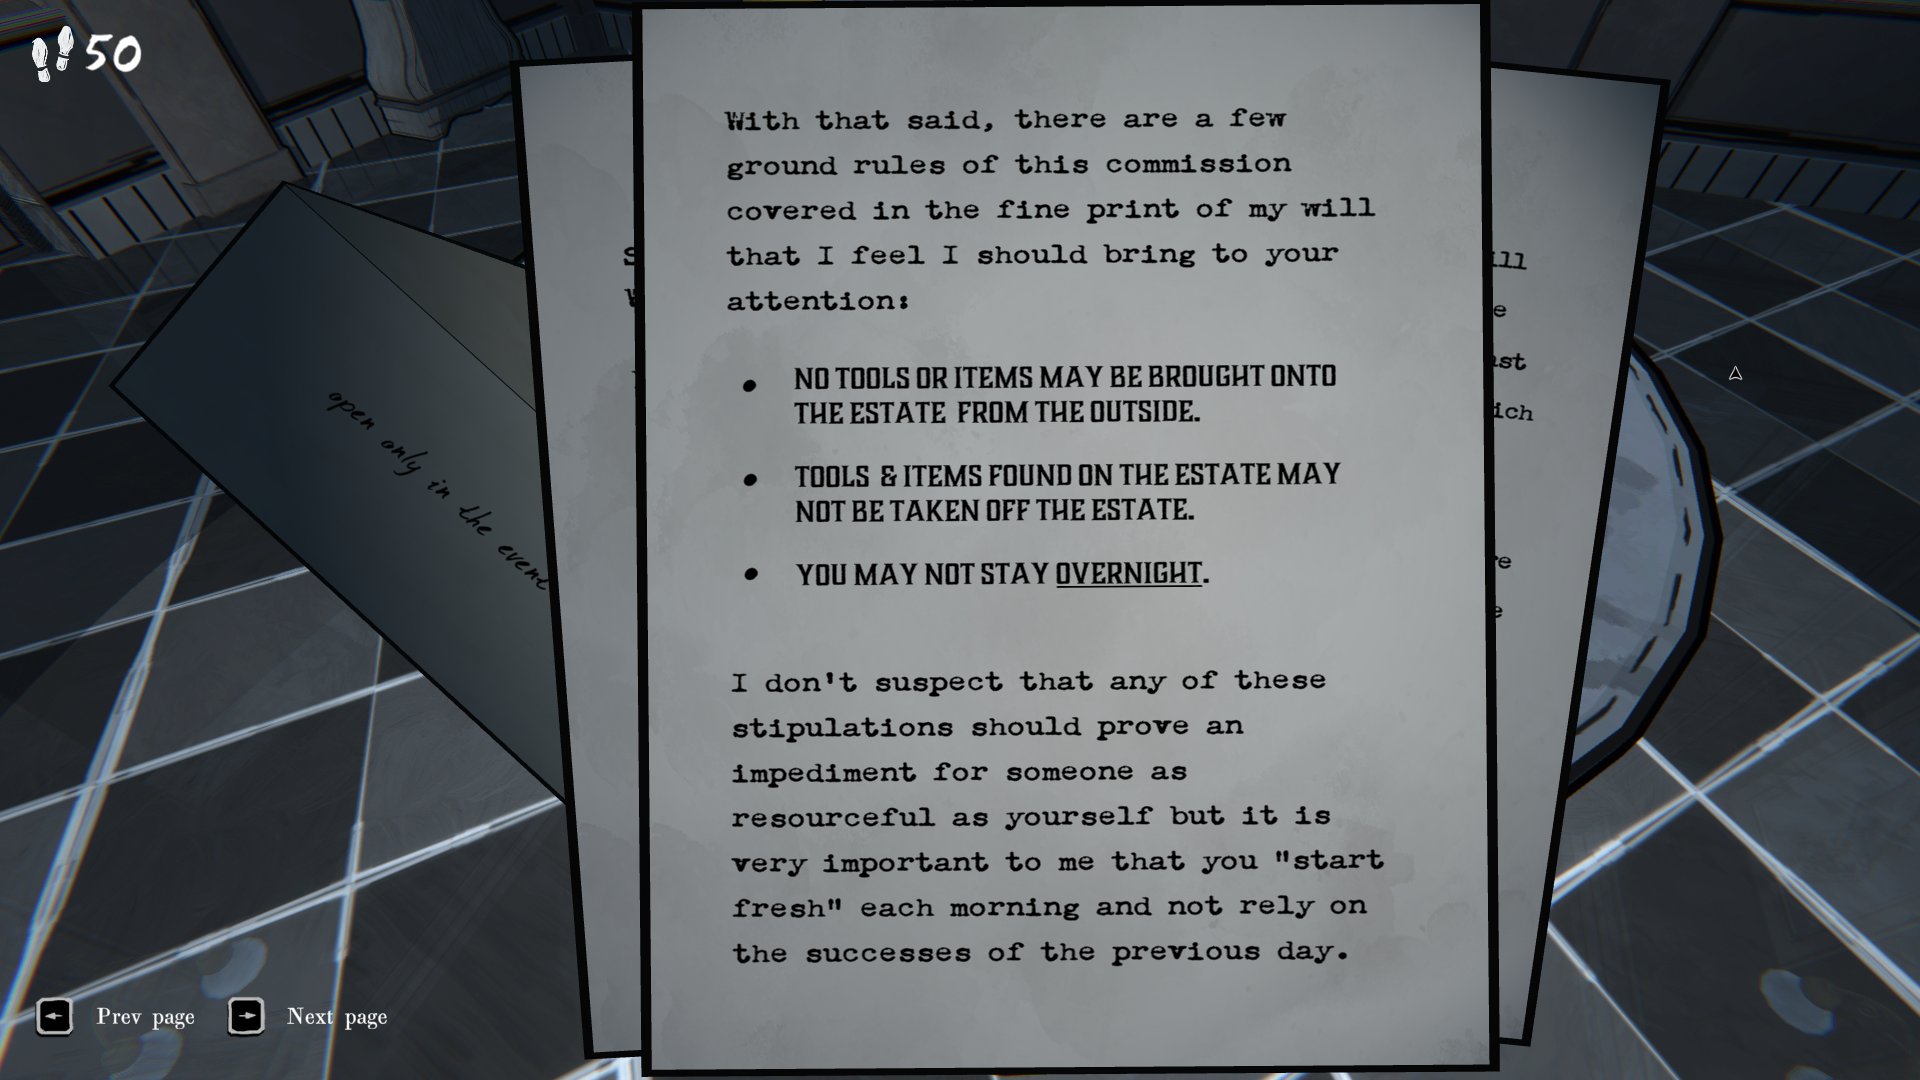 50
open only in the event
With that said, there are a few
ground rules of this commission
covered in the fine print of my will
that I feel I should bring to your
attention:
• NO TOOLS OR ITEMS MAY BE BROUGHT ONTO
THE ESTATE FROM THE OUTSIDE.
• TOOLS & ITEMS FOUND ON THE ESTATE MAY
NOT BE TAKEN OFF THE ESTATE.
• YOU MAY NOT STAY OVERNIGHT.
I don't suspect that any of these
stipulations should prove an
impediment for someone as
resourceful as yourself but it is
very important to me that you "start
fresh" each morning and not rely on
the successes of the previous day.
Prev page
Next page